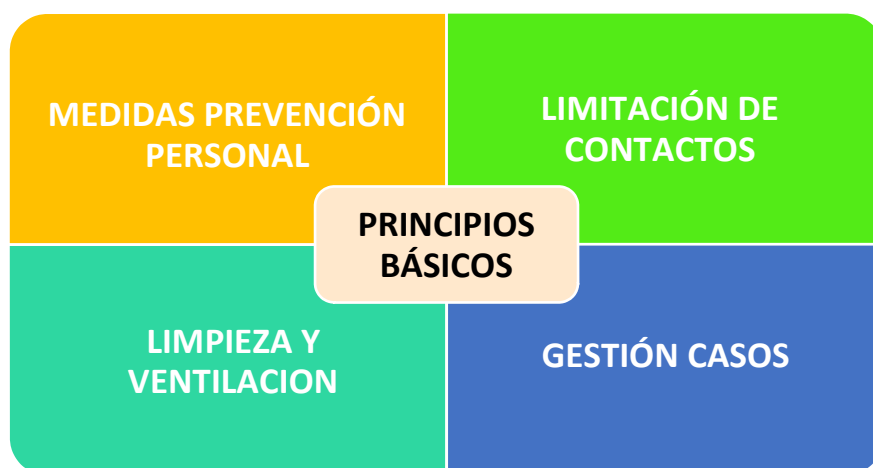 MEDIDAS PREVENCIÓN
PERSONAL
LIMITACIÓN DE
CONTACTOS
PRINCIPIOS
BÁSICOS
LIMPIEZA Y
VENTILACION
GESTIÓN CASOS